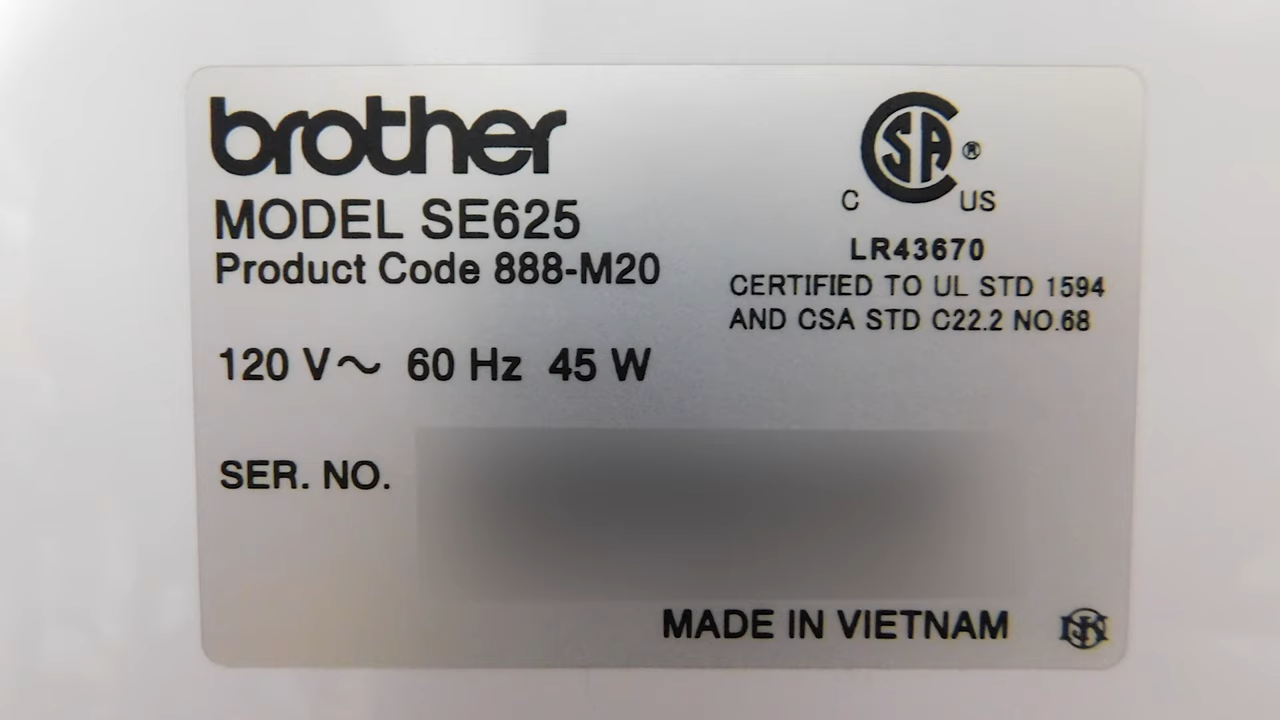 brother
MODEL SE625
Product Code 888-M20
120 V～ 60 Hz 45 W
SER. NO.
CSA ®
C US
LR43670
CERTIFIED TO UL STD 1594
AND CSA STD C22.2 NO.68
MADE IN VIETNAM